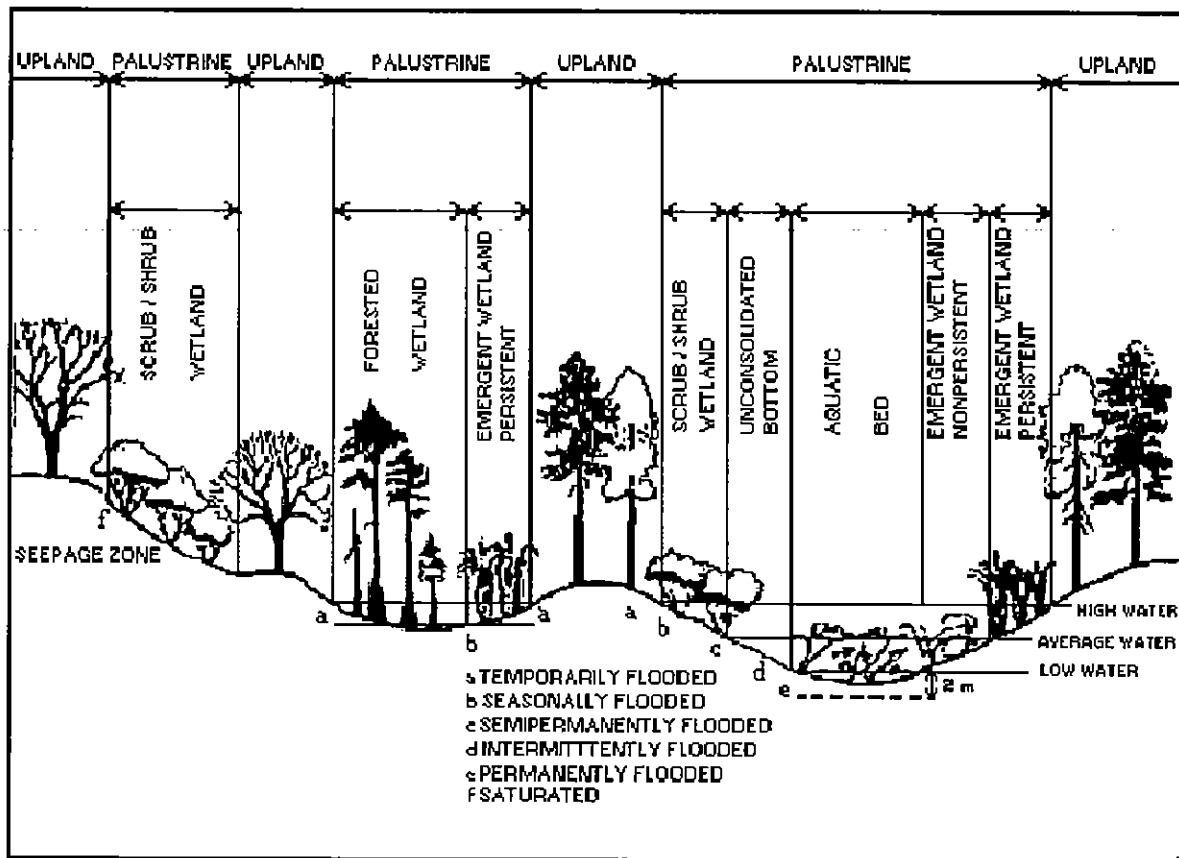 UPLAND PALUSTRINE UPLAND PALUSTRINE UPLAND PALUSTRINE UPLAND
SCRUB / SHRUB
WETLAND
FORESTED
WETLAND
EMERGENT WETLAND
PERSISTENT
SCRUB / SHRUB
WETLAND
UNCONSOLIDATED
BOTTOM
AQUATIC
BED
EMERGENT WETLAND
NONPERSISTENT
EMERGENT WETLAND
PERSISTENT
f
SEEPAGE ZONE
a
b
a
a
b
c
d
e
HIGH WATER
AVERAGE WATER
LOW WATER
2 m
a TEMPORARILY FLOODED
b SEASONALLY FLOODED
c SEMIPERMANENTLY FLOODED
d INTERMITTTENTLY FLOODED
e PERMANENTLY FLOODED
f SATURATED